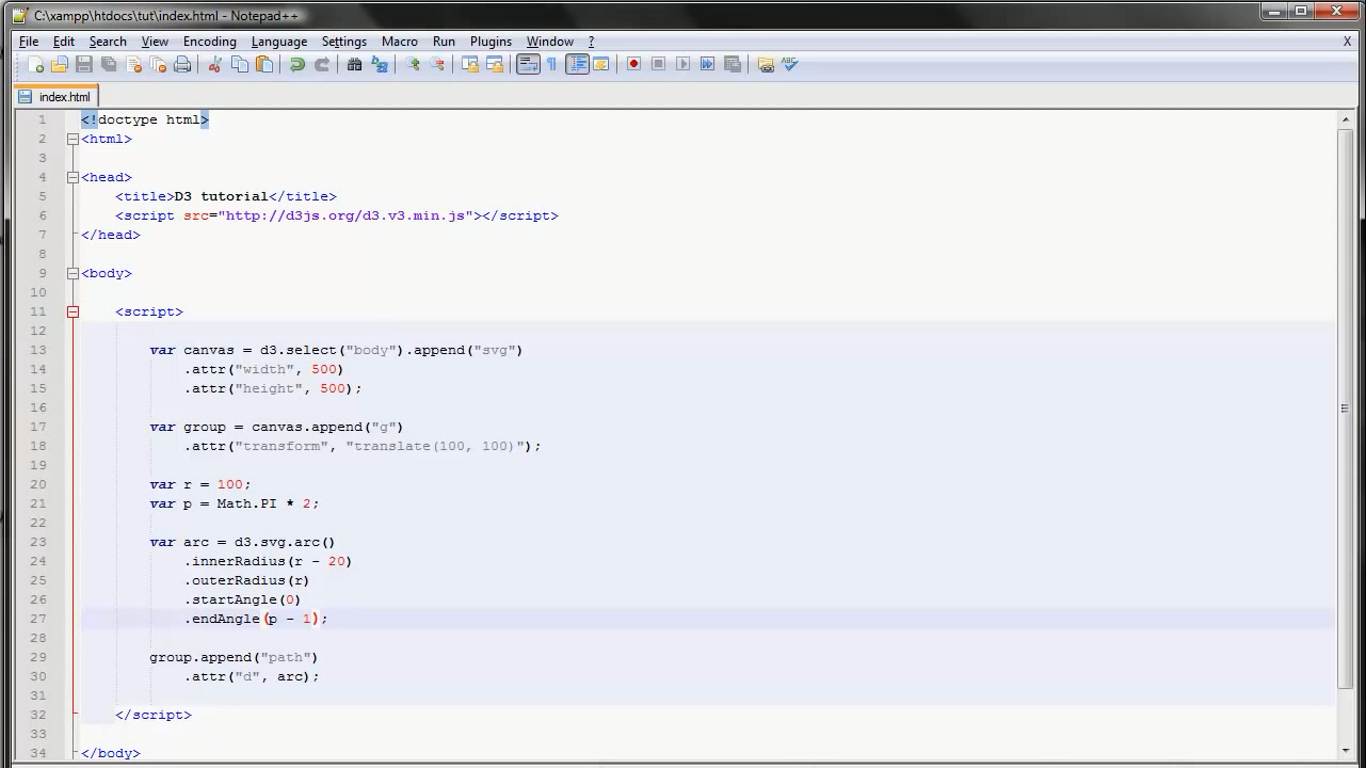 C:\xampp\htdocs\tut\index.html - Notepad++
File Edit Search View Encoding Language Settings Macro Run Plugins Window ? X
index.html
1 <!doctype html>
2 <html>
3
4 <head>
5 <title>D3 tutorial</title>
6 <script src="http://d3js.org/d3.v3.min.js"></script>
7 </head>
8
9 <body>
10
11 <script>
12
13 var canvas = d3.select("body").append("svg")
14 .attr("width", 500)
15 .attr("height", 500);
16
17 var group = canvas.append("g")
18 .attr("transform", "translate(100, 100)");
19
20 var r = 100;
21 var p = Math.PI * 2;
22
23 var arc = d3.svg.arc()
24 .innerRadius(r - 20)
25 .outerRadius(r)
26 .startAngle(0)
27 .endAngle(p - 1);
28
29 group.append("path")
30 .attr("d", arc);
31
32 </script>
33
34 </body>